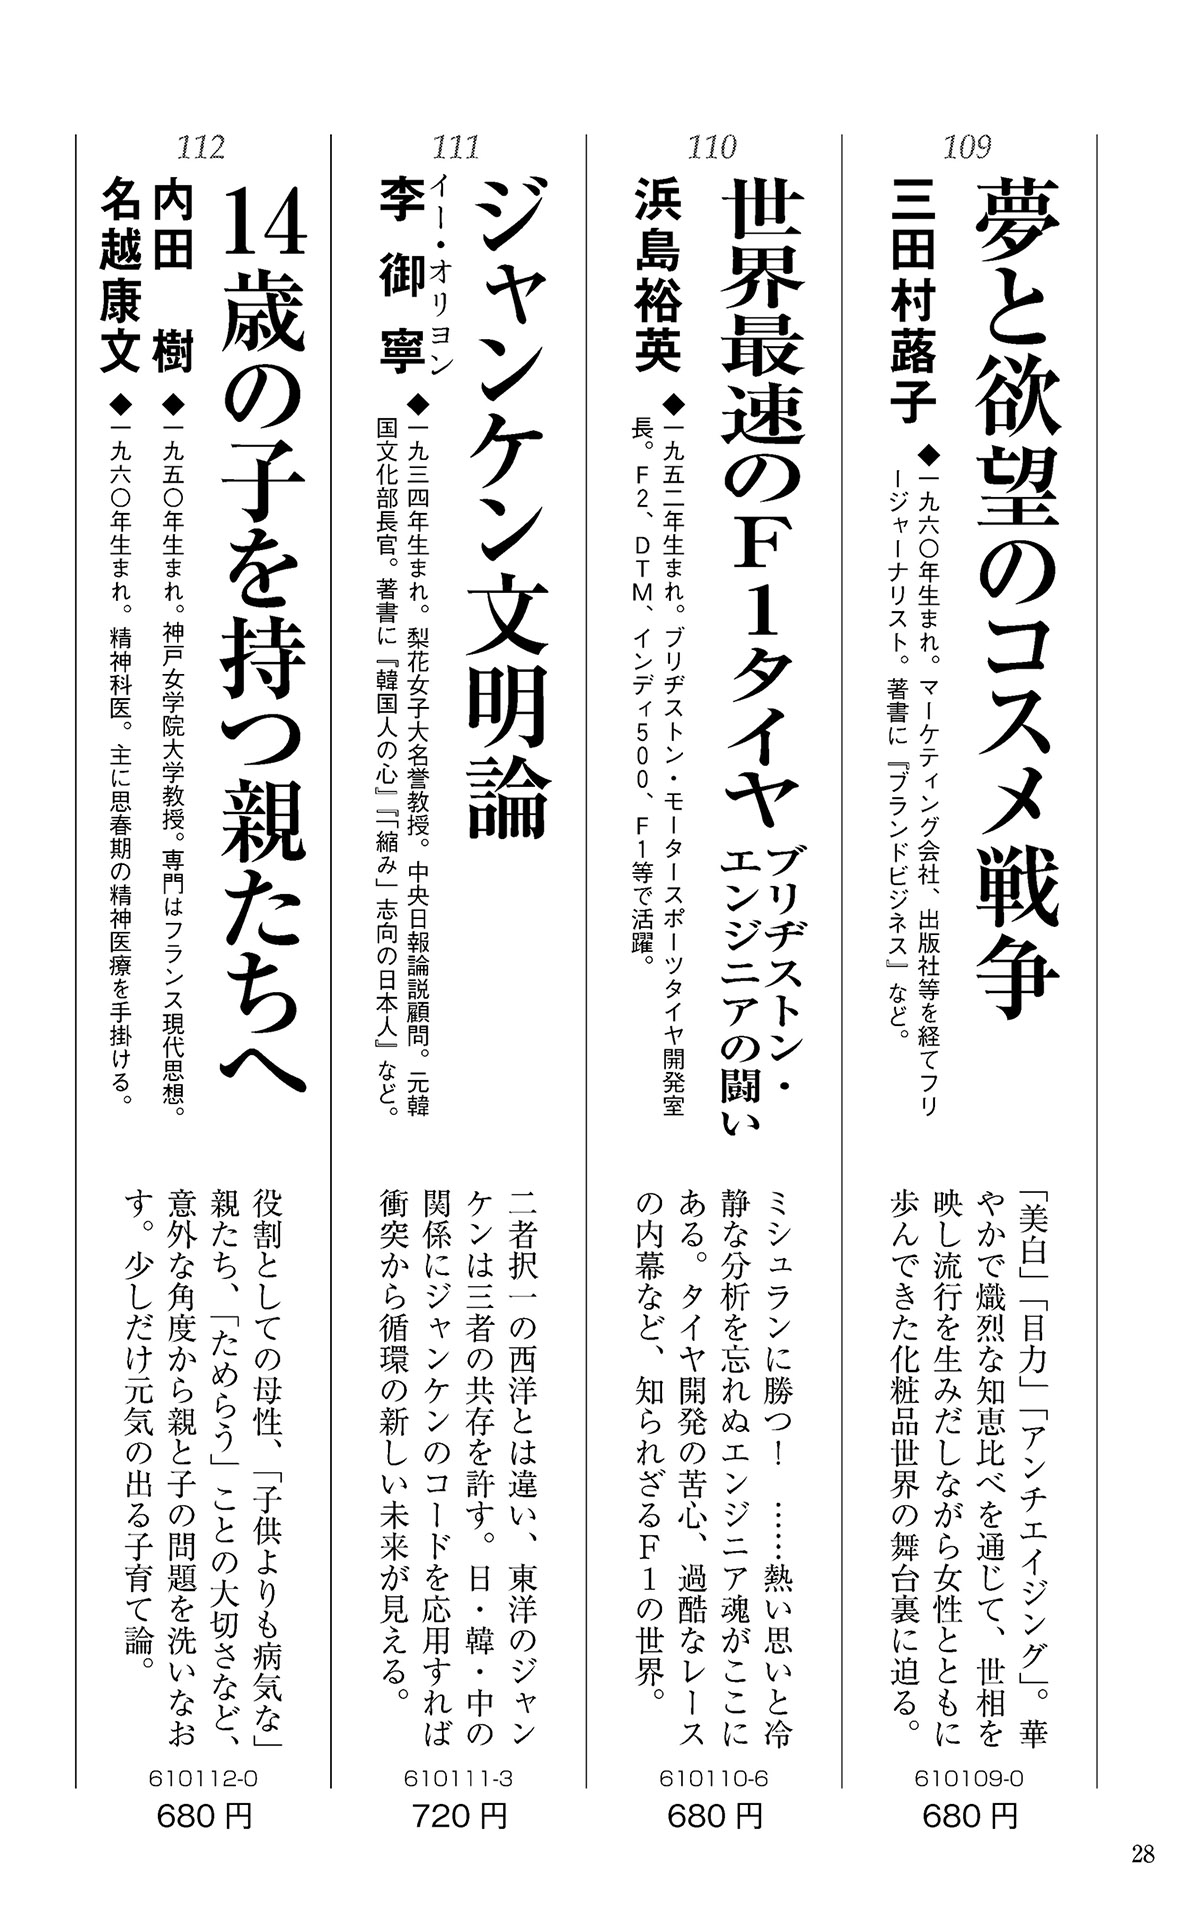 109
夢と欲望のコスメ戦争
三田村蕗子
◆一九六〇年生まれ。マーケティング会社、出版社等を経てフリ
ージャーナリスト。著書に『ブランドビジネス』など。
「美白」「目力」「アンチエイジング」。華
やかで熾烈な知恵比べを通じて、世相を
映し流行を生みだしながら女性とともに
歩んできた化粧品世界の舞台裏に迫る。
610109-0
680円
110
世界最速のF1タイヤ
ブリヂストン・
エンジニアの闘い
浜島裕英
◆一九五二年生まれ。ブリヂストン・モータースポーツタイヤ開発室
長。F2、DTM、インディ500、F1等で活躍。
ミシュランに勝つ! ……熱い思いと冷
静な分析を忘れぬエンジニア魂がここに
ある。タイヤ開発の苦心、過酷なレース
の内幕など、知られざるF1の世界。
610110-6
680円
111
ジャンケン文明論
イー・オリヨン
李御寧
◆一九三四年生まれ。梨花女子大名誉教授。中央日報論説顧問。元韓
国文化部長官。著書に『韓国人の心』『「縮み」志向の日本人』など。
二者択一の西洋とは違い、東洋のジャン
ケンは三者の共存を許す。日・韓・中の
関係にジャンケンのコードを応用すれば
衝突から循環の新しい未来が見える。
610111-3
720円
112
14歳の子を持つ親たちへ
内田 樹
◆一九五〇年生まれ。神戸女学院大学教授。専門はフランス現代思想。
名越康文
◆一九六〇年生まれ。精神科医。主に思春期の精神医療を手掛ける。
役割としての母性、「子供よりも病気な」
親たち、「ためらう」ことの大切さなど、
意外な角度から親と子の問題を洗いなお
す。少しだけ元気の出る子育て論。
610112-0
680円
28